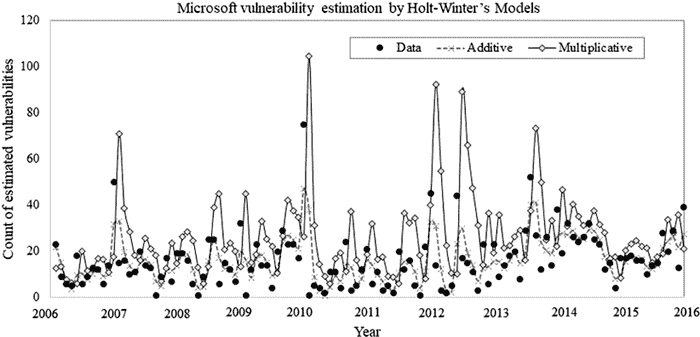 Microsoft vulnerability estimation by Holt-Winter's Models
120
100
80
60
40
20
0
Count of estimated vulnerabilities
Data Additive Multiplicative
2006 2007 2008 2009 2010 2011 2012 2013 2014 2015 2016
Year